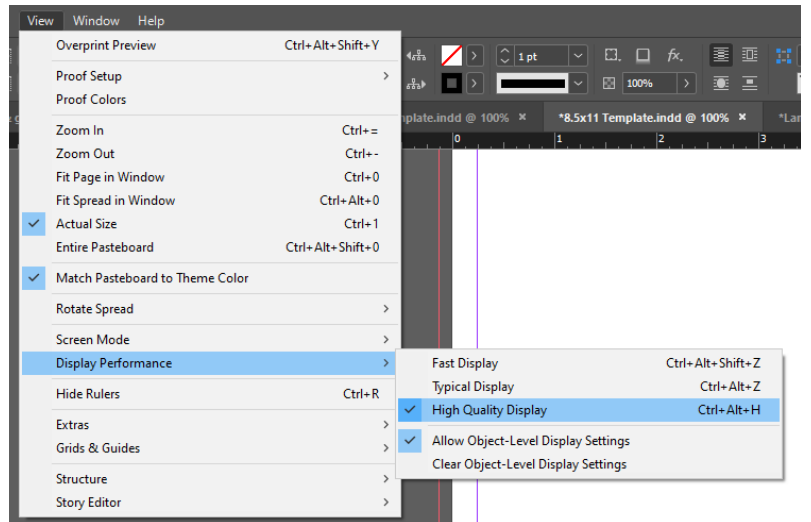 View Window Help
Overprint Preview Ctrl+Alt+Shift+Y
Proof Setup
Proof Colors
Zoom In Ctrl+=
Zoom Out Ctrl+-
Fit Page in Window Ctrl+0
Fit Spread in Window Ctrl+Alt+0
Actual Size Ctrl+1
Entire Pasteboard Ctrl+Alt+Shift+0
Match Pasteboard to Theme Color
Rotate Spread
Screen Mode
Display Performance
Hide Rulers Ctrl+R
Extras
Grids & Guides
Structure
Story Editor
1 pt fx.
100%
nplate.indd @ 100% × *8.5x11 Template.indd @ 100% × *Lar
0 1 2 3
Fast Display Ctrl+Alt+Shift+Z
Typical Display Ctrl+Alt+Z
High Quality Display Ctrl+Alt+H
Allow Object-Level Display Settings
Clear Object-Level Display Settings